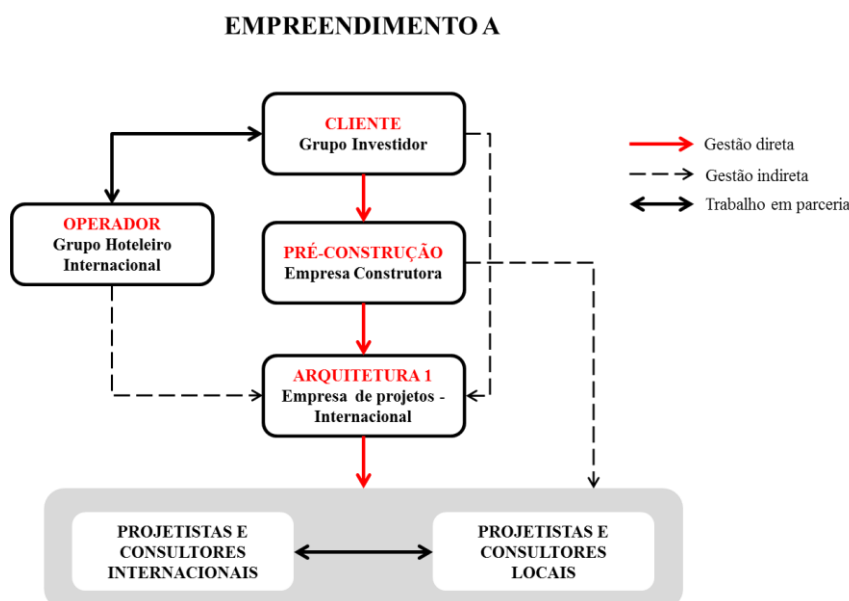 EMPREENDIMENTO A
CLIENTE
Grupo Investidor
Gestão direta
Gestão indireta
Trabalho em parceria
OPERADOR
Grupo Hoteleiro
Internacional
PRÉ-CONSTRUÇÃO
Empresa Construtora
ARQUITETURA 1
Empresa de projetos -
Internacional
PROJETISTAS E
CONSULTORES
INTERNACIONAIS
PROJETISTAS E
CONSULTORES
LOCAIS